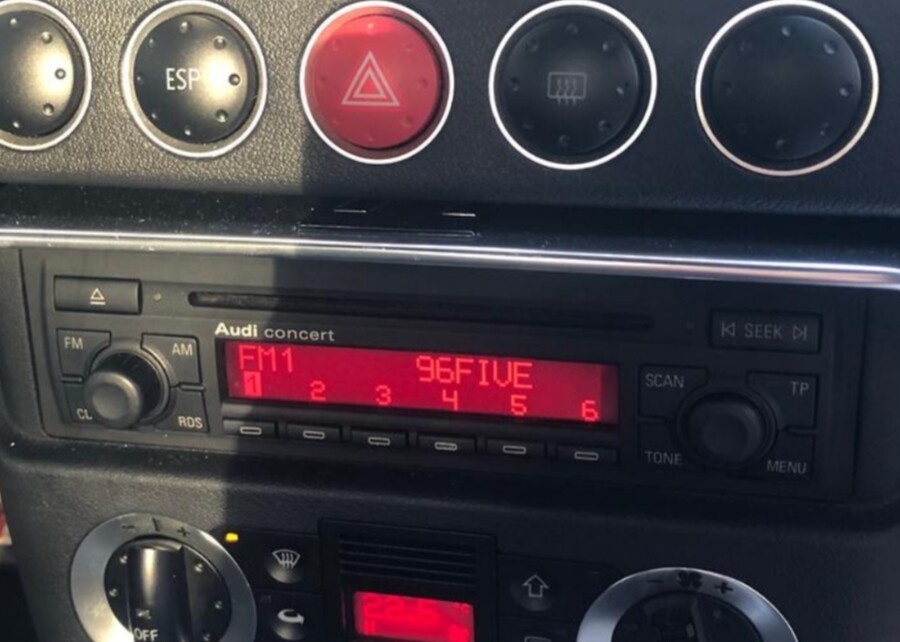 ESP
Audi concert
SEEK
FM
AM
FM1 96FIVE
1 2 3 4 5 6
SCAN
TP
CL
RDS
TONE
MENU
- +
- +
OFF